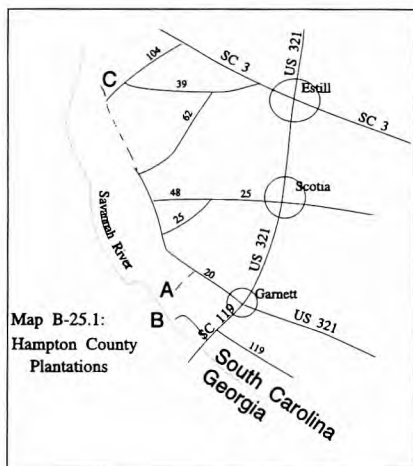 104
US 321
C
SC 3
39
Estill
SC 3
62
Scotia
48
25
25
Savannah River
US 321
20
A
Garnett
Map B-25.1:
Hampton County
Plantations
B
SC 119
US 321
119
South Carolina
Georgia